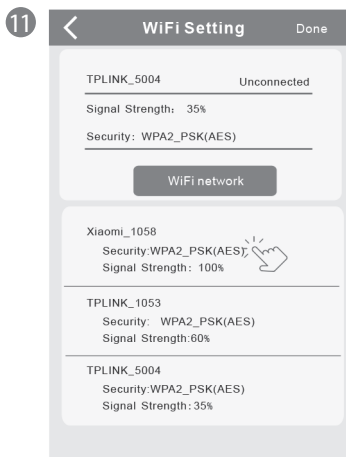 11
WiFi Setting
Done
TPLINK_5004
Unconnected
Signal Strength: 35%
Security: WPA2_PSK(AES)
WiFi network
Xiaomi_1058
Security:WPA2_PSK(AES)
Signal Strength: 100%
TPLINK_1053
Security: WPA2_PSK(AES)
Signal Strength:60%
TPLINK_5004
Security:WPA2_PSK(AES)
Signal Strength:35%